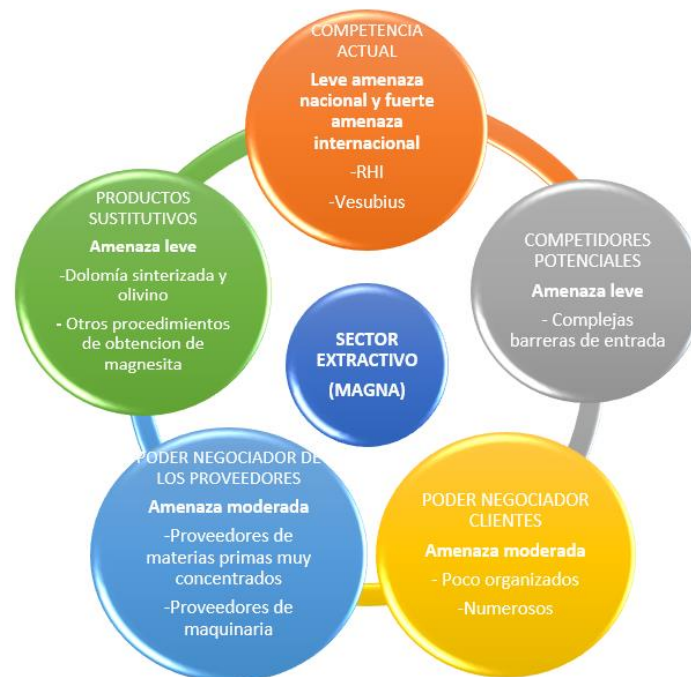 COMPETENCIA
ACTUAL
Leve amenaza
nacional y fuerte
amenaza
internacional
-RHI
-Vesubius
COMPETIDORES
POTENCIALES
Amenaza leve
- Complejas
barreras de entrada
PODER NEGOCIADOR
CLIENTES
Amenaza moderada
- Poco organizados
-Numerosos
PODER NEGOCIADOR DE
LOS PROVEEDORES
Amenaza moderada
-Proveedores de
materias primas muy
concentrados
-Proveedores de
maquinaria
PRODUCTOS
SUSTITUTIVOS
Amenaza leve
-Dolomía sinterizada y
olivino
- Otros procedimientos
de obtencion de
magnesita
SECTOR
EXTRACTIVO
(MAGNA)